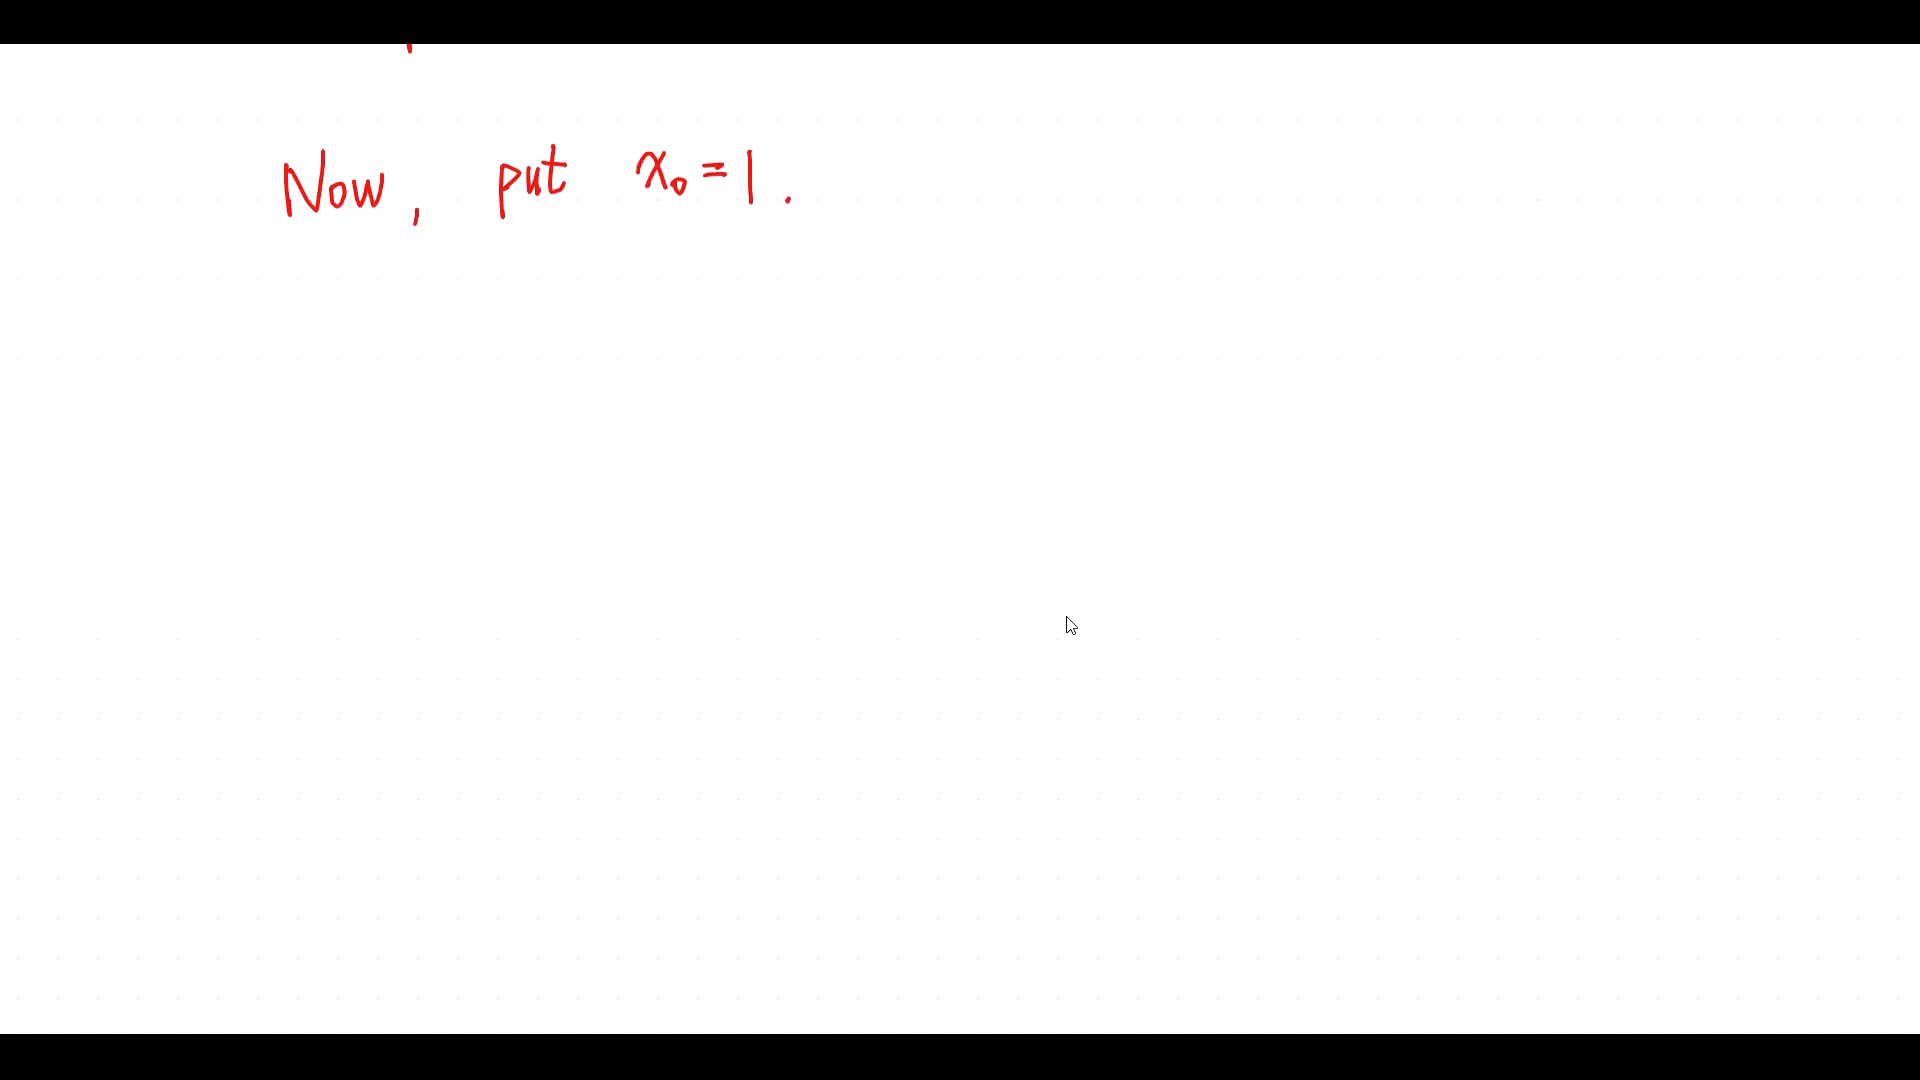 Now, put x₀ = 1.